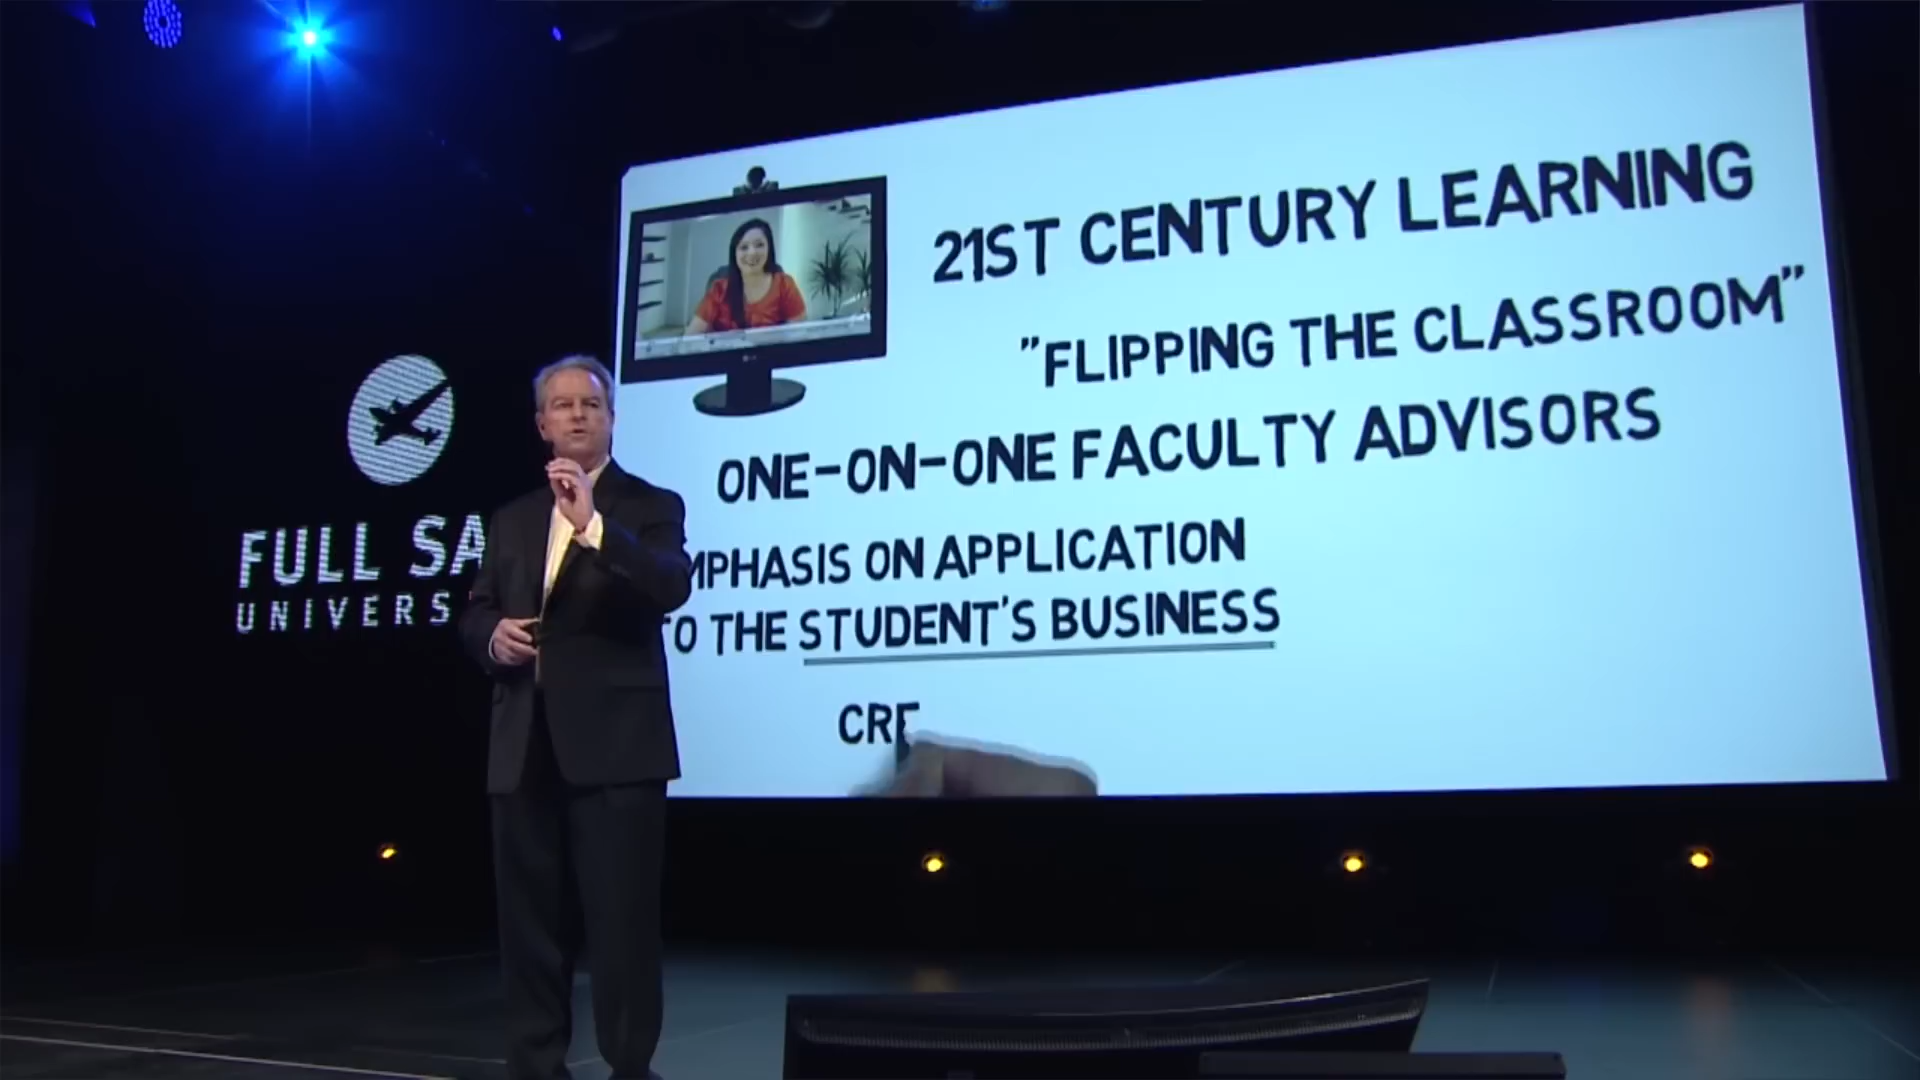 FULL SA
UNIVERS
21ST CENTURY LEARNING
"FLIPPING THE CLASSROOM"
ONE-ON-ONE FACULTY ADVISORS
MPHASIS ON APPLICATION
TO THE STUDENT'S BUSINESS
CRE